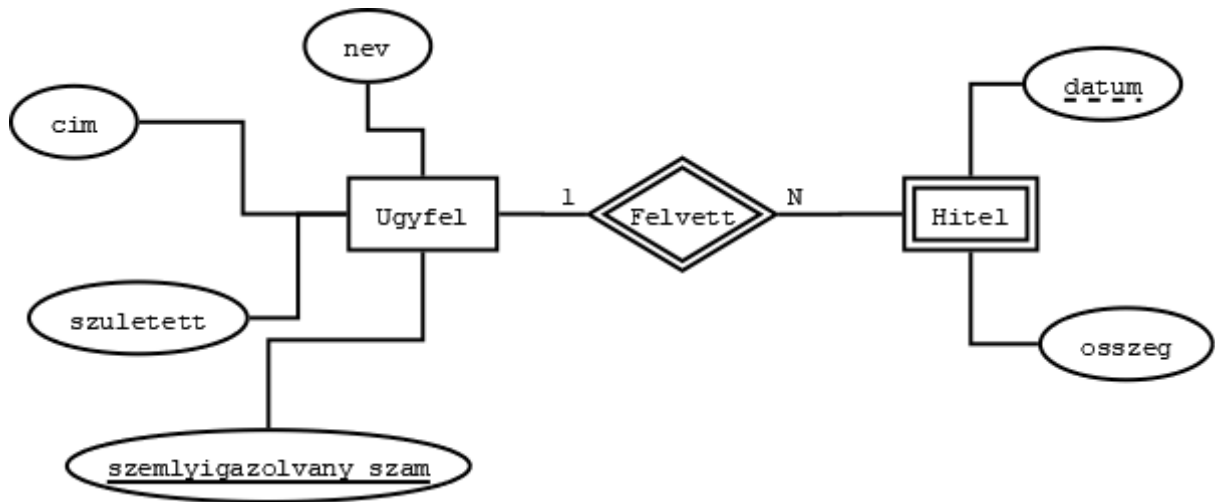 nev
datum
cim
Ugyfel
1
Felvett
N
Hitel
szuletett
osszeg
szemlyigazolvany szam